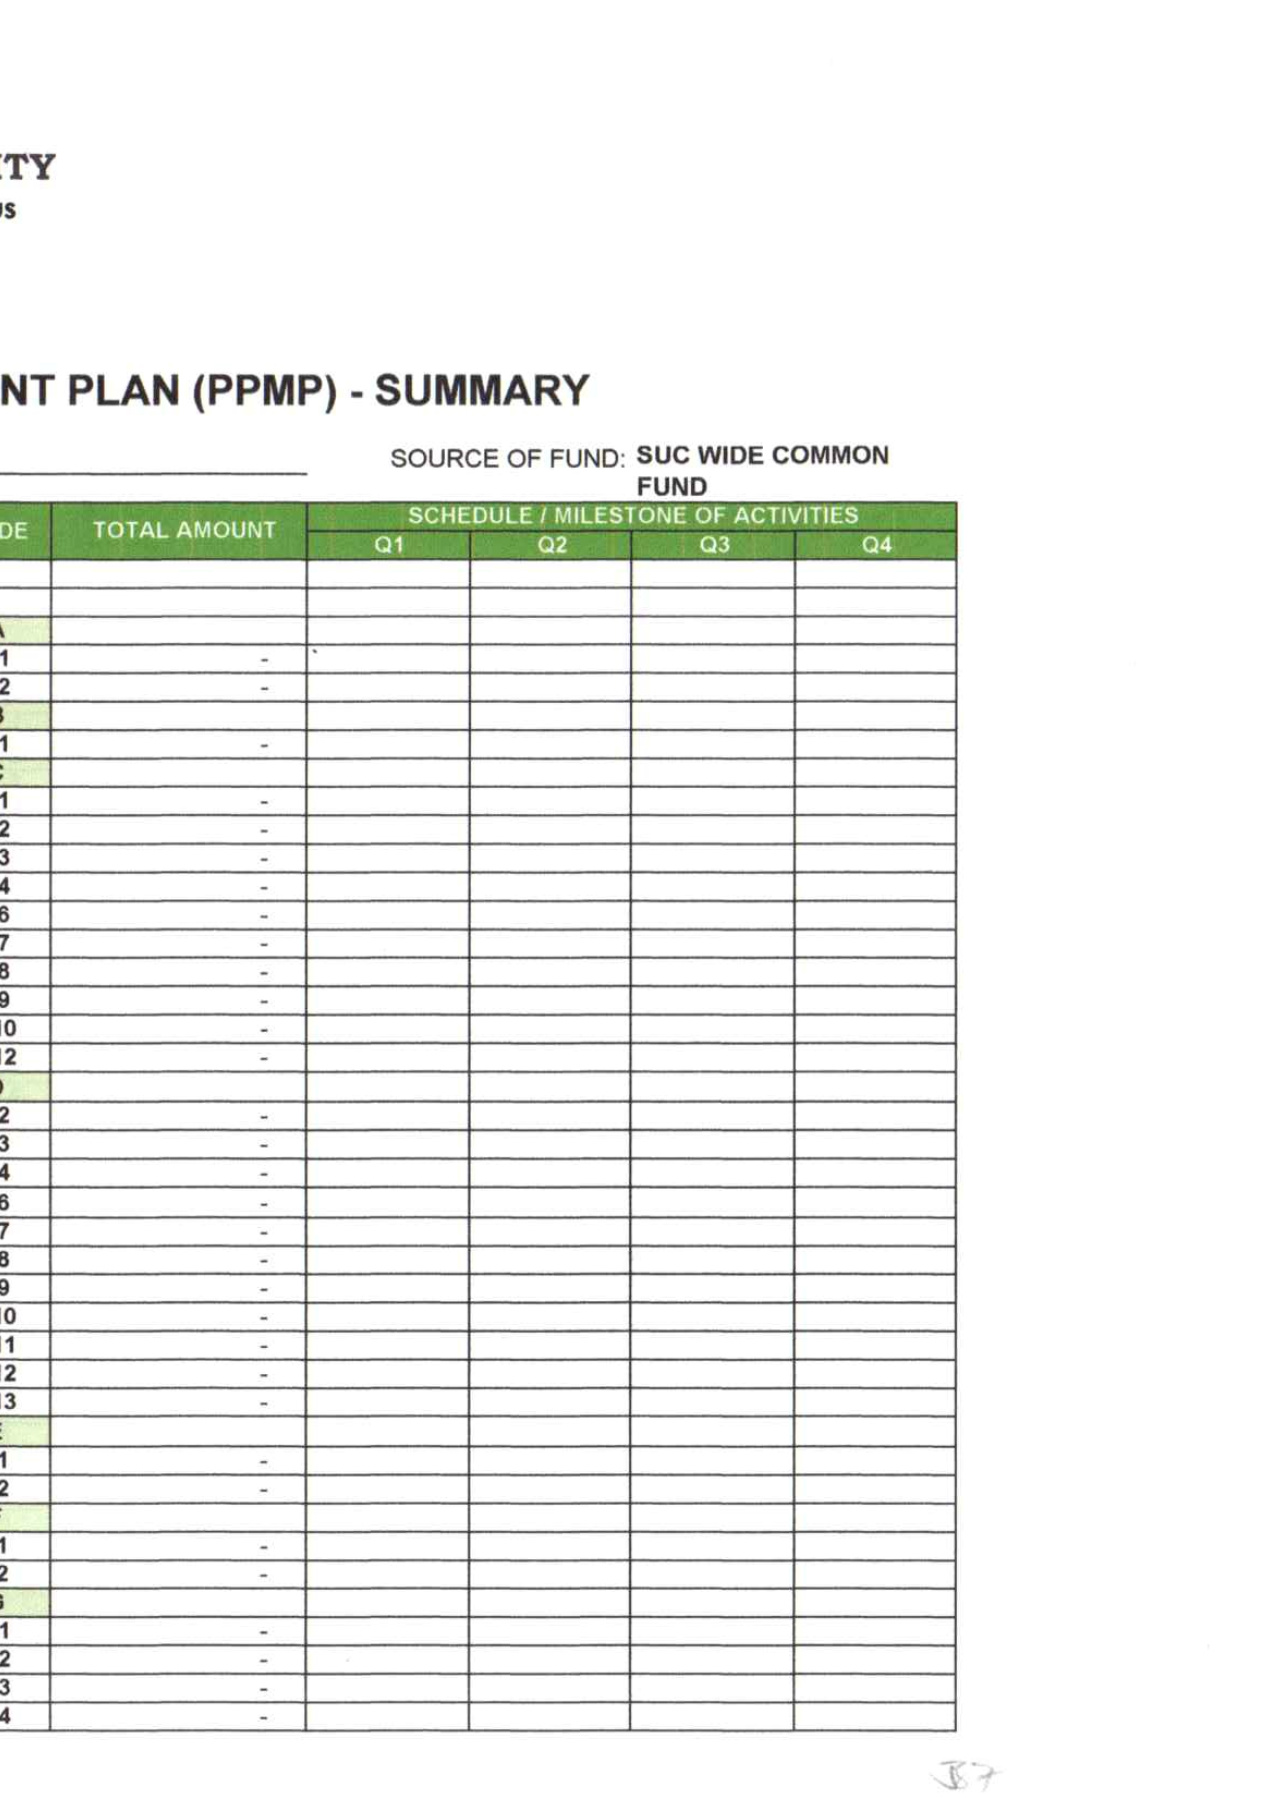 ITY
us
NT PLAN (PPMP) - SUMMARY
SOURCE OF FUND: SUC WIDE COMMON
FUND
DE TOTAL AMOUNT SCHEDULE / MILESTONE OF ACTIVITIES
Q1 Q2 Q3 Q4
A
1 -
2 -
B
1 -
C
1 -
2 -
3 -
4 -
6 -
7 -
8 -
9 -
10 -
12 -
D
2 -
3 -
4 -
6 -
7 -
8 -
9 -
10 -
11 -
12 -
13 -
E
1 -
2 -
F
1 -
2 -
G
1 -
2 -
3 -
4 -